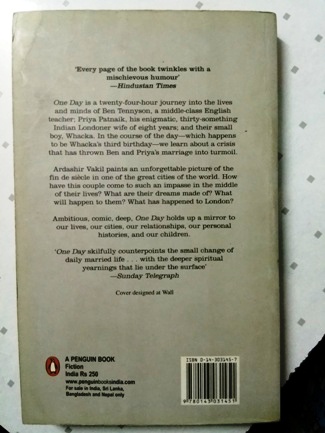 'Every page of the book twinkles with a
mischievous humour'
—Hindustan Times
One Day is a twenty-four-hour journey into the lives
and minds of Ben Tennyson, a middle-class English
teacher; Priya Patnaik, his enigmatic, thirty-something
Indian Londoner wife of eight years; and their small
boy, Whacka. In the course of the day—which happens
to be Whacka's third birthday—we learn about a crisis
that has thrown Ben and Priya's marriage into turmoil.
Ardashir Vakil paints an unforgettable picture of the
fin de siècle in one of the great cities of the world. How
have this couple come to such an impasse in the middle
of their lives? What are their dreams made of? What
will happen to them? What has happened to London?
Ambitious, comic, deep, One Day holds up a mirror to
our lives, our cities, our relationships, our personal
histories, and our children.
'One Day skilfully counterpoints the small change of
daily married life . . . with the deeper spiritual
yearnings that lie under the surface'
—Sunday Telegraph
Cover designed at Wall
A PENGUIN BOOK
Fiction
India Rs 250
www.penguinbooksindia.com
For sale in India, Sri Lanka,
Bangladesh and Nepal only
ISBN 0-14-303145-7
9 780143 031451